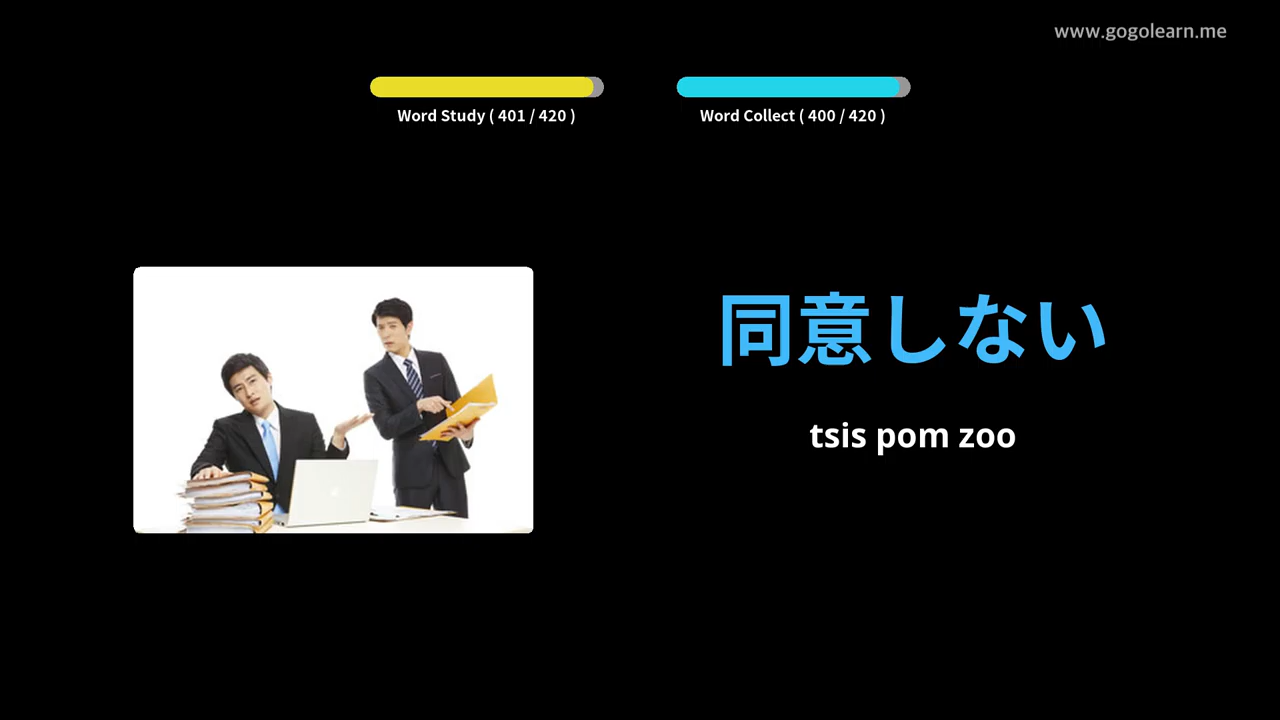 www.gogolearn.me
Word Study ( 401 / 420 )
Word Collect ( 400 / 420 )
同意しない
tsis pom zoo